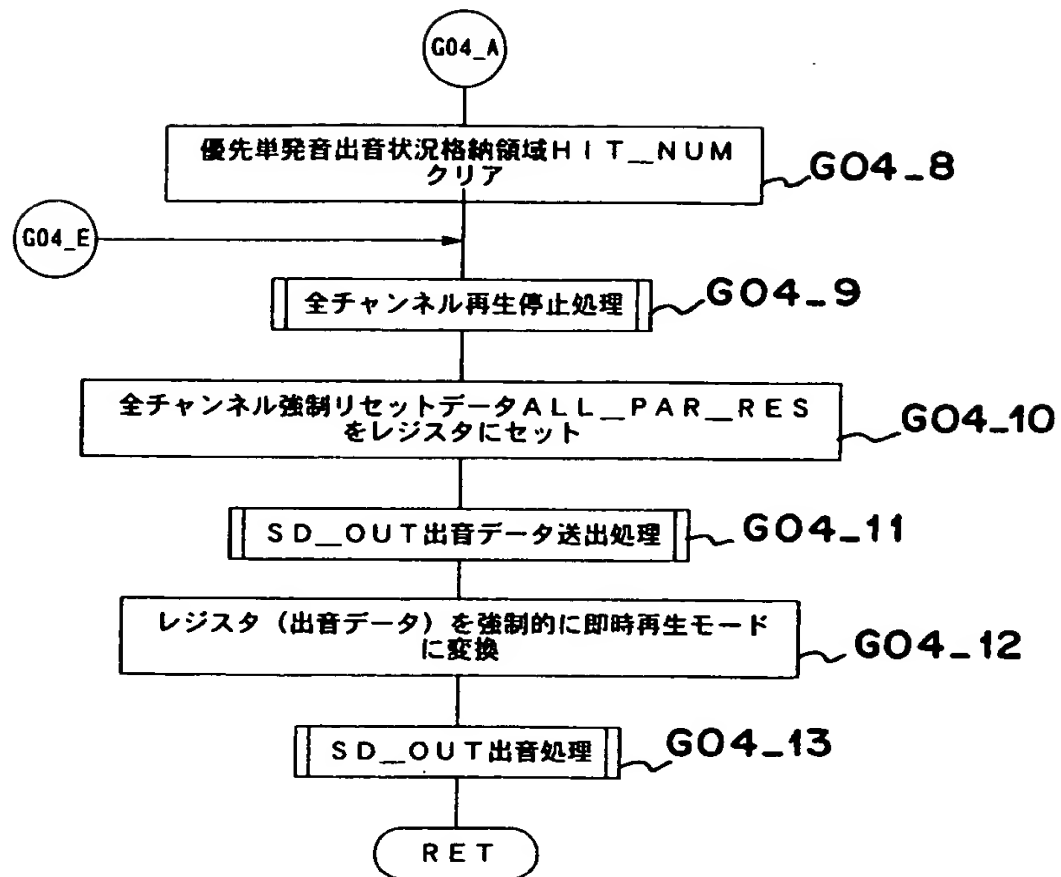 G04_A
優先単発音出音状況格納領域ＨＩＴ＿ＮＵＭ
クリア
G04_8
G04_E
全チャンネル再生停止処理
G04_9
全チャンネル強制リセットデータＡＬＬ＿ＰＡＲ＿ＲＥＳ
をレジスタにセット
G04_10
ＳＤ＿ＯＵＴ出音データ送出処理
G04_11
レジスタ（出音データ）を強制的に即時再生モード
に変換
G04_12
ＳＤ＿ＯＵＴ出音処理
G04_13
ＲＥＴ